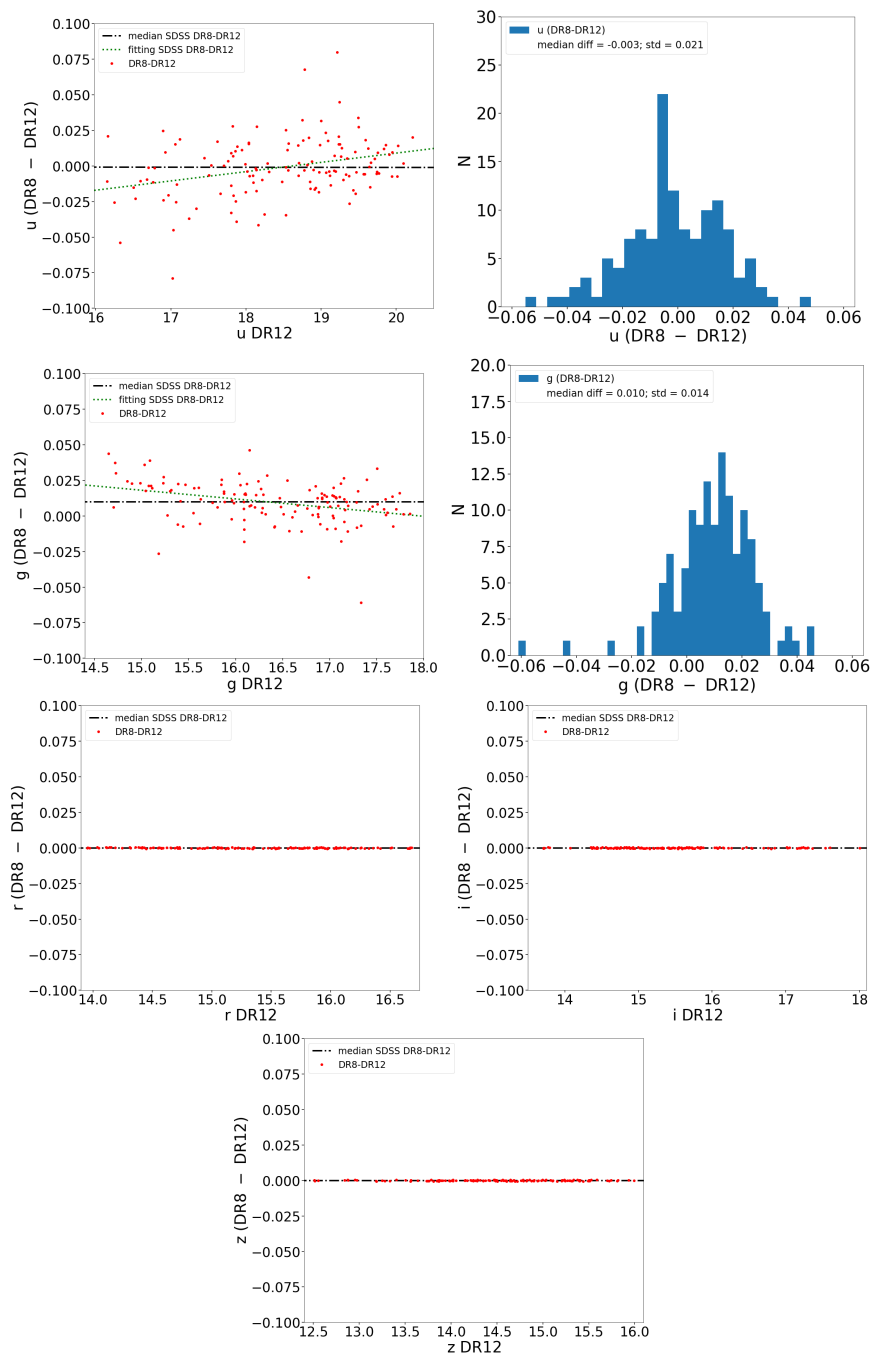 0.100
0.075
0.050
0.025
0.000
−0.025
−0.050
−0.075
−0.100
u (DR8 − DR12)
median SDSS DR8-DR12
fitting SDSS DR8-DR12
DR8-DR12
16 17 18 19 20
u DR12
30
25
20
15
10
5
0
N
u (DR8-DR12)
median diff = -0.003; std = 0.021
−0.06 −0.04 −0.02 0.00 0.02 0.04 0.06
u (DR8 − DR12)
0.100
0.075
0.050
0.025
0.000
−0.025
−0.050
−0.075
−0.100
g (DR8 − DR12)
median SDSS DR8-DR12
fitting SDSS DR8-DR12
DR8-DR12
14.5 15.0 15.5 16.0 16.5 17.0 17.5 18.0
g DR12
20.0
17.5
15.0
12.5
10.0
7.5
5.0
2.5
0.0
N
g (DR8-DR12)
median diff = 0.010; std = 0.014
−0.06 −0.04 −0.02 0.00 0.02 0.04 0.06
g (DR8 − DR12)
0.100
0.075
0.050
0.025
0.000
−0.025
−0.050
−0.075
−0.100
r (DR8 − DR12)
median SDSS DR8-DR12
DR8-DR12
14.0 14.5 15.0 15.5 16.0 16.5
r DR12
0.100
0.075
0.050
0.025
0.000
−0.025
−0.050
−0.075
−0.100
i (DR8 − DR12)
median SDSS DR8-DR12
DR8-DR12
14 15 16 17 18
i DR12
0.100
0.075
0.050
0.025
0.000
−0.025
−0.050
−0.075
−0.100
z (DR8 − DR12)
median SDSS DR8-DR12
DR8-DR12
12.5 13.0 13.5 14.0 14.5 15.0 15.5 16.0
z DR12